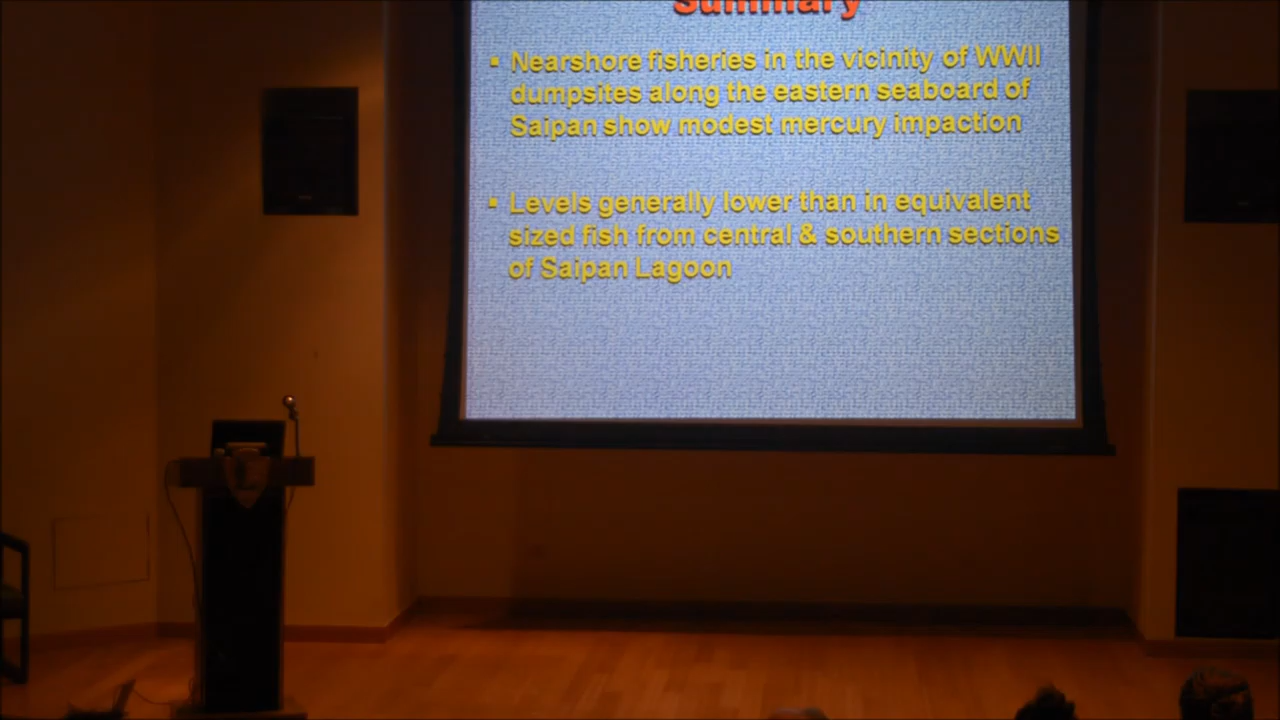 Summary
▪ Nearshore fisheries in the vicinity of WWII
dumpsites along the eastern seaboard of
Saipan show modest mercury impaction
▪ Levels generally lower than in equivalent
sized fish from central & southern sections
of Saipan Lagoon